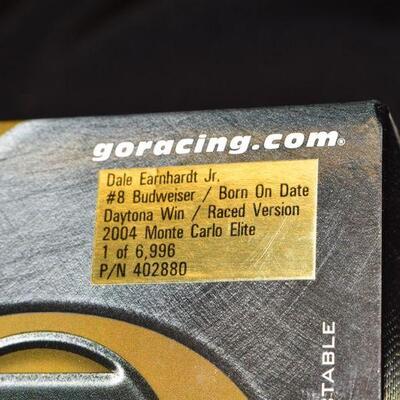 goracing.com®
Dale Earnhardt Jr.
#8 Budweiser / Born On Date
Daytona Win / Raced Version
2004 Monte Carlo Elite
1 of 6,996
P/N 402880